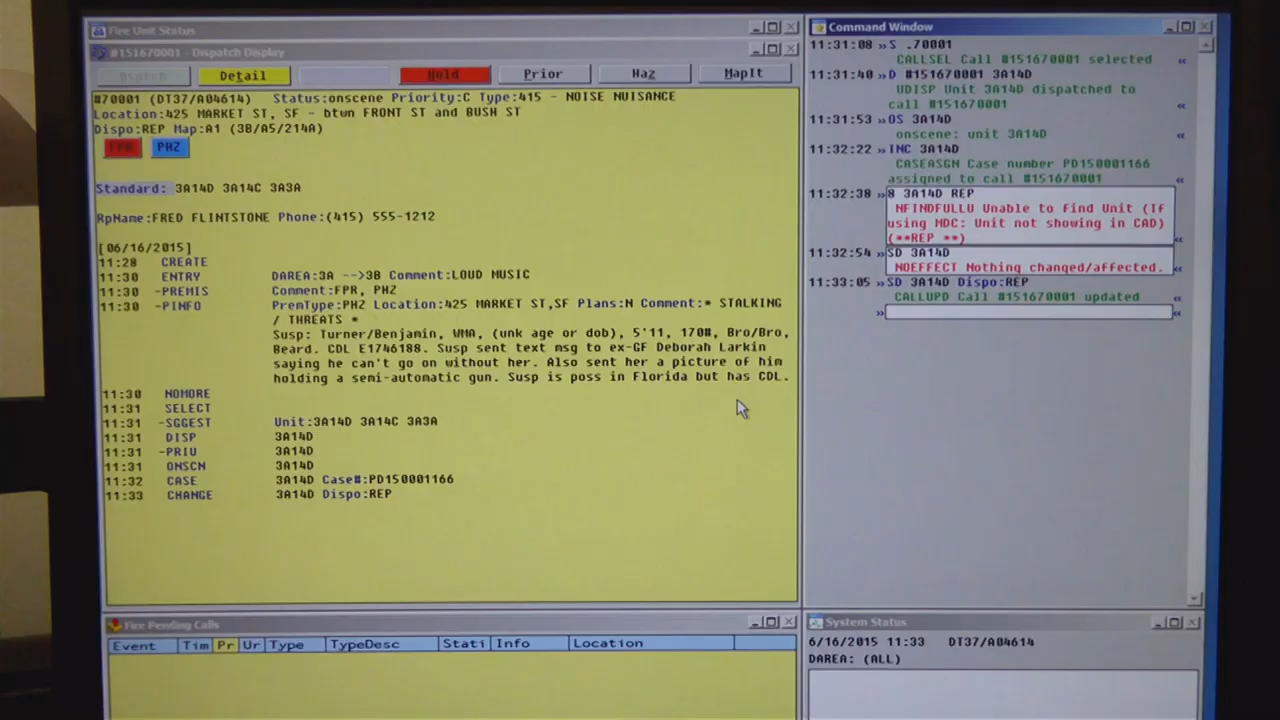 Fire Unit Status
#151670001 - Dispatch Display
Dsptch Detail Hold Prior Haz MapIt
#70001 (DT37/A04614) Status:onscene Priority:C Type:415 - NOISE NUISANCE
Location:425 MARKET ST, SF - btwn FRONT ST and BUSH ST
Dispo:REP Map:A1 (3B/A5/214A)
FPR PHZ
Standard: 3A14D 3A14C 3A3A
RpName:FRED FLINTSTONE Phone:(415) 555-1212
[06/16/2015]
11:28 CREATE
11:30 ENTRY DAREA:3A -->3B Comment:LOUD MUSIC
11:30 -PREMIS Comment:FPR, PHZ
11:30 -PINFO PremType:PHZ Location:425 MARKET ST,SF Plans:N Comment:* STALKING
/ THREATS *
Susp: Turner/Benjamin, WMA, (unk age or dob), 5'11, 170#, Bro/Bro,
Beard. CDL E1746188. Susp sent text msg to ex-GF Deborah Larkin
saying he can't go on without her. Also sent her a picture of him
holding a semi-automatic gun. Susp is poss in Florida but has CDL.
11:30 NOMORE
11:31 SELECT
11:31 -SGGEST Unit:3A14D 3A14C 3A3A
11:31 DISP 3A14D
11:31 -PRIU 3A14D
11:31 ONSCN 3A14D
11:32 CASE 3A14D Case#:PD150001166
11:33 CHANGE 3A14D Dispo:REP
Fire Pending Calls
Event Tim Pr Ur Type TypeDesc Stati Info Location
Command Window
11:31:08 »S .70001
CALLSEL Call #151670001 selected «
11:31:40 »D #151670001 3A14D
UDISP Unit 3A14D dispatched to
call #151670001 «
11:31:53 »OS 3A14D
onscene: unit 3A14D «
11:32:22 »INC 3A14D
CASEASGN Case number PD150001166
assigned to call #151670001 «
11:32:38 »8 3A14D REP
NFINDFULLU Unable to find Unit (If
using MDC: Unit not showing in CAD)
(**REP **) «
11:32:54 »SD 3A14D
NOEFFECT Nothing changed/affected. «
11:33:05 »SD 3A14D Dispo:REP
CALLUPD Call #151670001 updated «
» «
System Status
6/16/2015 11:33 DT37/A04614
DAREA: (ALL)